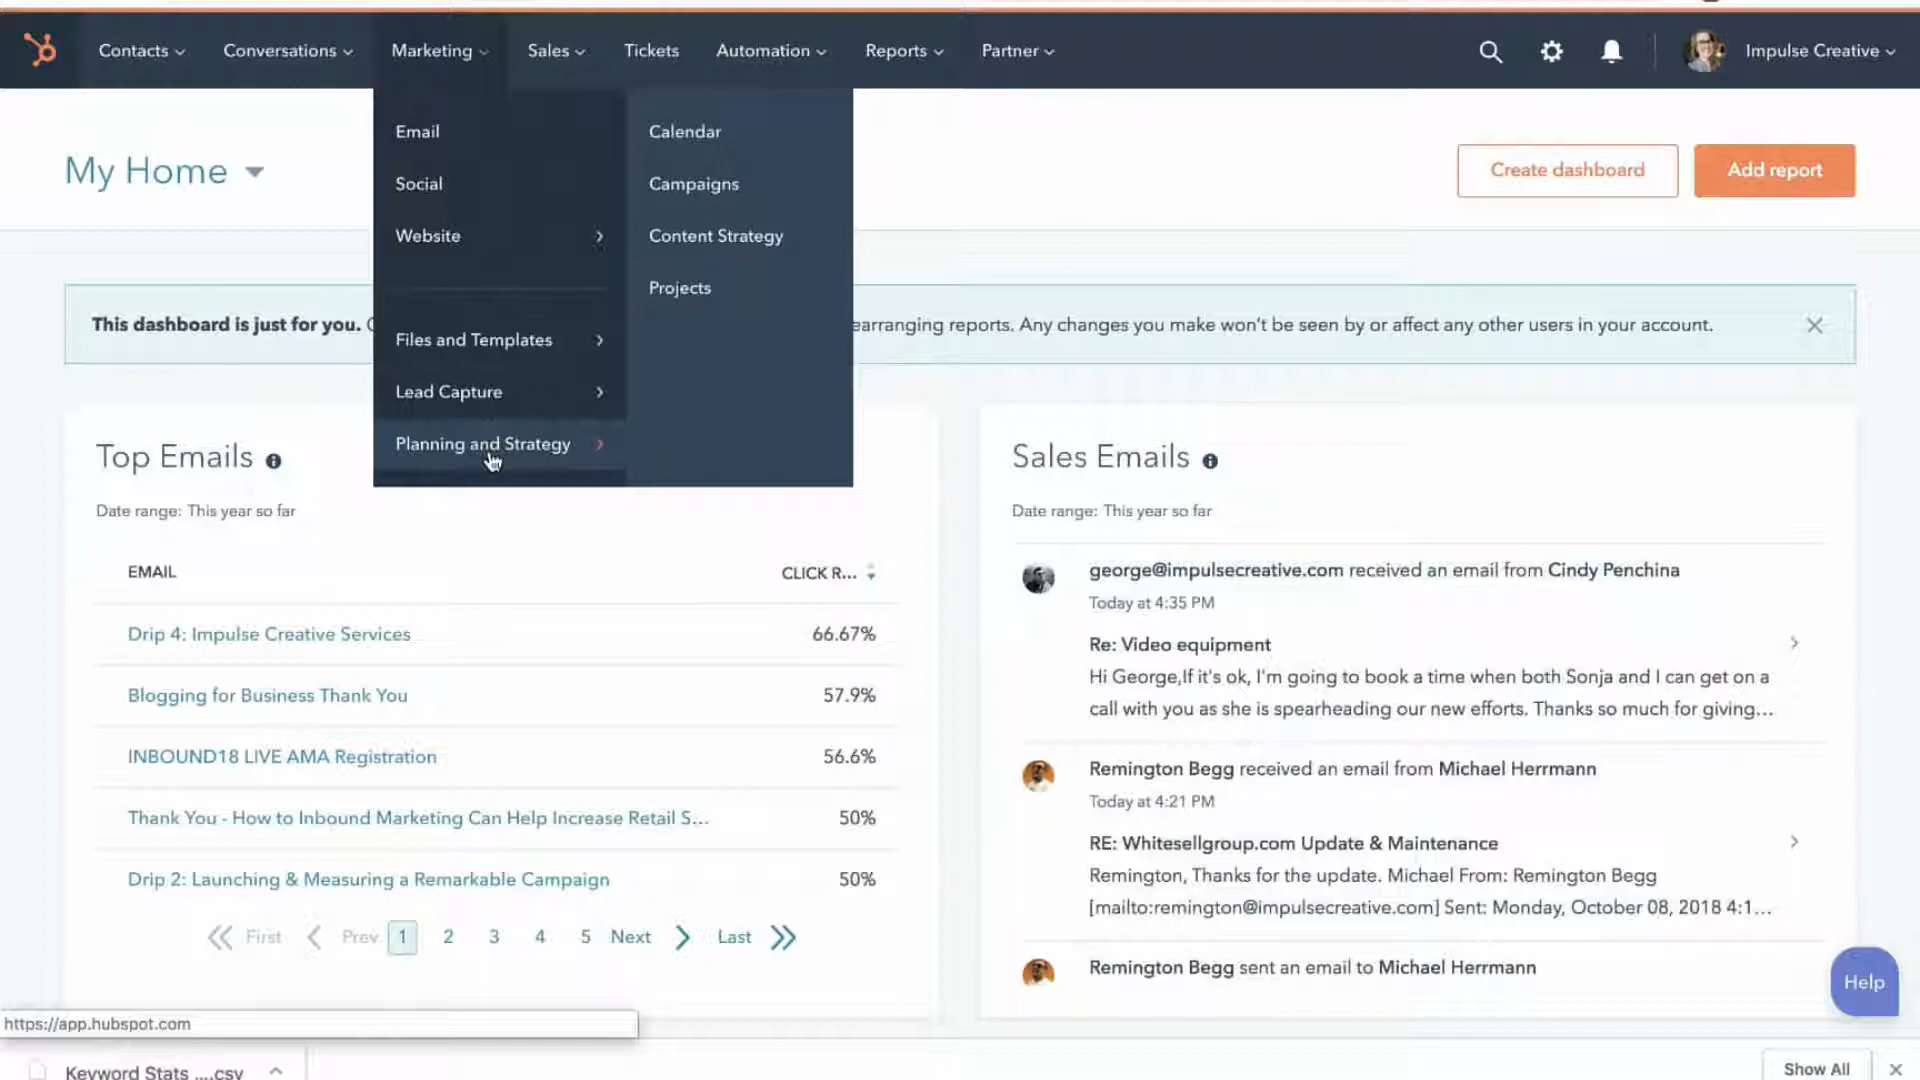 Contacts
Conversations
Marketing
Sales
Tickets
Automation
Reports
Partner
Impulse Creative
Email
Social
Website
Files and Templates
Lead Capture
Planning and Strategy
Calendar
Campaigns
Content Strategy
Projects
My Home
Create dashboard
Add report
This dashboard is just for you.
earranging reports. Any changes you make won't be seen by or affect any other users in your account.
Top Emails
Date range: This year so far
EMAIL
CLICK R...
Drip 4: Impulse Creative Services 66.67%
Blogging for Business Thank You 57.9%
INBOUND18 LIVE AMA Registration 56.6%
Thank You - How to Inbound Marketing Can Help Increase Retail S... 50%
Drip 2: Launching & Measuring a Remarkable Campaign 50%
First Prev 1 2 3 4 5 Next Last
Sales Emails
Date range: This year so far
george@impulsecreative.com received an email from Cindy Penchina
Today at 4:35 PM
Re: Video equipment
Hi George,If it's ok, I'm going to book a time when both Sonja and I can get on a
call with you as she is spearheading our new efforts. Thanks so much for giving...
Remington Begg received an email from Michael Herrmann
Today at 4:21 PM
RE: Whitesellgroup.com Update & Maintenance
Remington, Thanks for the update. Michael From: Remington Begg
[mailto:remington@impulsecreative.com] Sent: Monday, October 08, 2018 4:1...
Remington Begg sent an email to Michael Herrmann
Help
https://app.hubspot.com
Keyword Stats ....csv
Show All